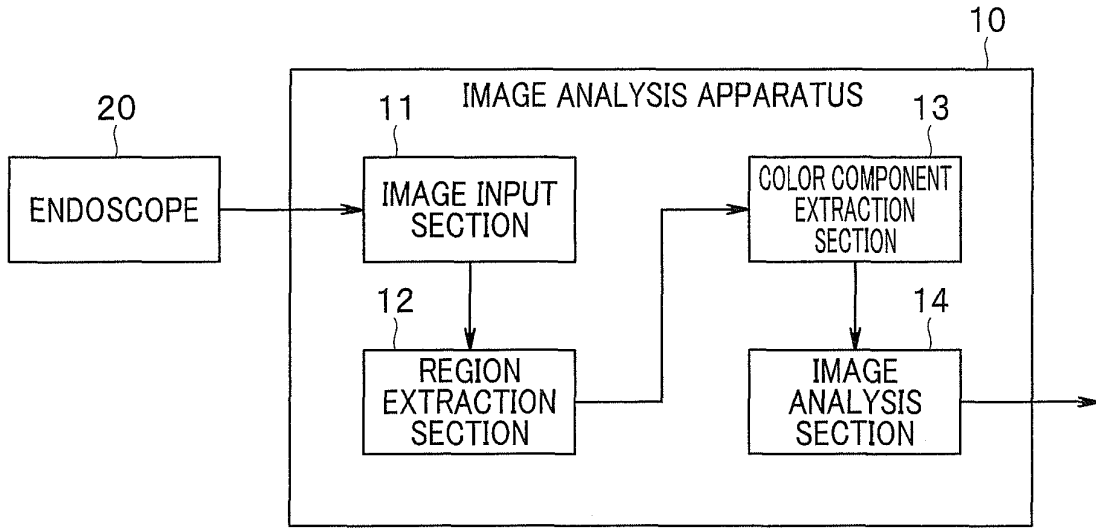 10
IMAGE ANALYSIS APPARATUS
20
ENDOSCOPE
11
IMAGE INPUT
SECTION
12
REGION
EXTRACTION
SECTION
13
COLOR COMPONENT
EXTRACTION
SECTION
14
IMAGE
ANALYSIS
SECTION